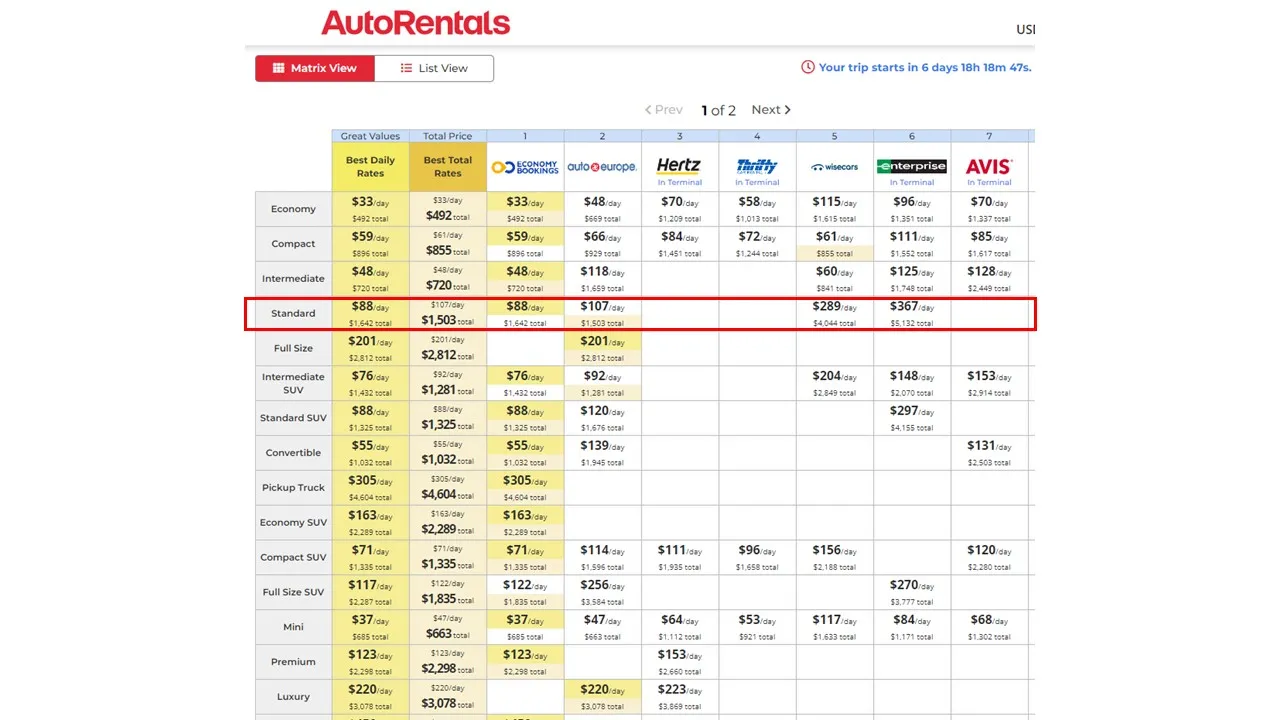 AutoRentals
USD
Matrix View List View Your trip starts in 6 days 18h 18m 47s.
Prev 1 of 2 Next
Great Values Total Price 1 2 3 4 5 6 7
Best Daily Rates Best Total Rates ECONOMY BOOKINGS auto europe. Hertz Thrifty wisecars enterprise AVIS
In Terminal In Terminal In Terminal In Terminal
Economy $33/day $33/day $33/day $48/day $70/day $58/day $115/day $96/day $70/day
$492 total $492 total $492 total $669 total $1,209 total $1,013 total $1,615 total $1,351 total $1,337 total
Compact $59/day $61/day $59/day $66/day $84/day $72/day $61/day $111/day $85/day
$896 total $855 total $896 total $929 total $1,451 total $1,244 total $855 total $1,552 total $1,617 total
Intermediate $48/day $48/day $48/day $118/day $60/day $125/day $128/day
$720 total $720 total $720 total $1,659 total $841 total $1,748 total $2,449 total
Standard $88/day $107/day $88/day $107/day $289/day $367/day
$1,642 total $1,503 total $1,642 total $1,503 total $4,044 total $5,132 total
Full Size $201/day $201/day $201/day
$2,812 total $2,812 total $2,812 total
Intermediate SUV $76/day $92/day $76/day $92/day $204/day $148/day $153/day
$1,432 total $1,281 total $1,432 total $1,281 total $2,849 total $2,070 total $2,914 total
Standard SUV $88/day $88/day $88/day $120/day $297/day
$1,325 total $1,325 total $1,325 total $1,676 total $4,155 total
Convertible $55/day $55/day $55/day $139/day $131/day
$1,032 total $1,032 total $1,032 total $1,945 total $2,503 total
Pickup Truck $305/day $305/day $305/day
$4,604 total $4,604 total $4,604 total
Economy SUV $163/day $163/day $163/day
$2,289 total $2,289 total $2,289 total
Compact SUV $71/day $71/day $71/day $114/day $111/day $96/day $156/day $120/day
$1,335 total $1,335 total $1,335 total $1,596 total $1,935 total $1,658 total $2,188 total $2,280 total
Full Size SUV $117/day $122/day $122/day $256/day $270/day
$2,287 total $1,835 total $1,835 total $3,584 total $3,777 total
Mini $37/day $47/day $37/day $47/day $64/day $53/day $117/day $84/day $68/day
$685 total $663 total $685 total $663 total $1,112 total $921 total $1,633 total $1,171 total $1,302 total
Premium $123/day $123/day $123/day $153/day
$2,298 total $2,298 total $2,298 total $2,660 total
Luxury $220/day $220/day $220/day $223/day
$3,078 total $3,078 total $3,078 total $3,869 total